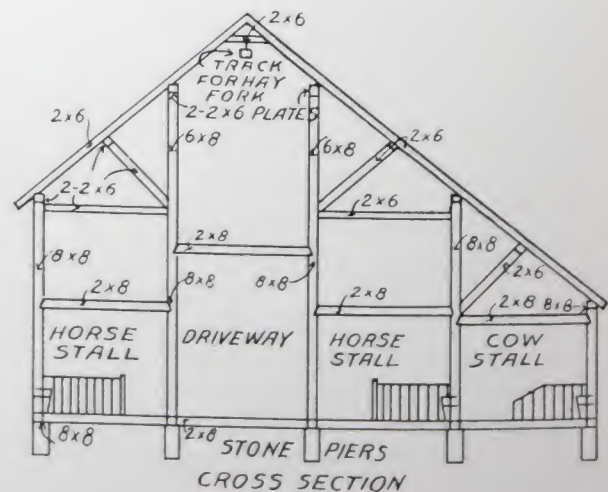 2x6
TRACK
FOR HAY
FORK
2-2x6 PLATES
2x6
6x8
6x8
2x6
2-2x6
2x6
8x8
2x8
8x8
2x6
8x8
8x8
2x8
8x8
2x8
2x8
8x8
HORSE
STALL
DRIVEWAY
HORSE
STALL
COW
STALL
8x8
2x8
STONE PIERS
CROSS SECTION